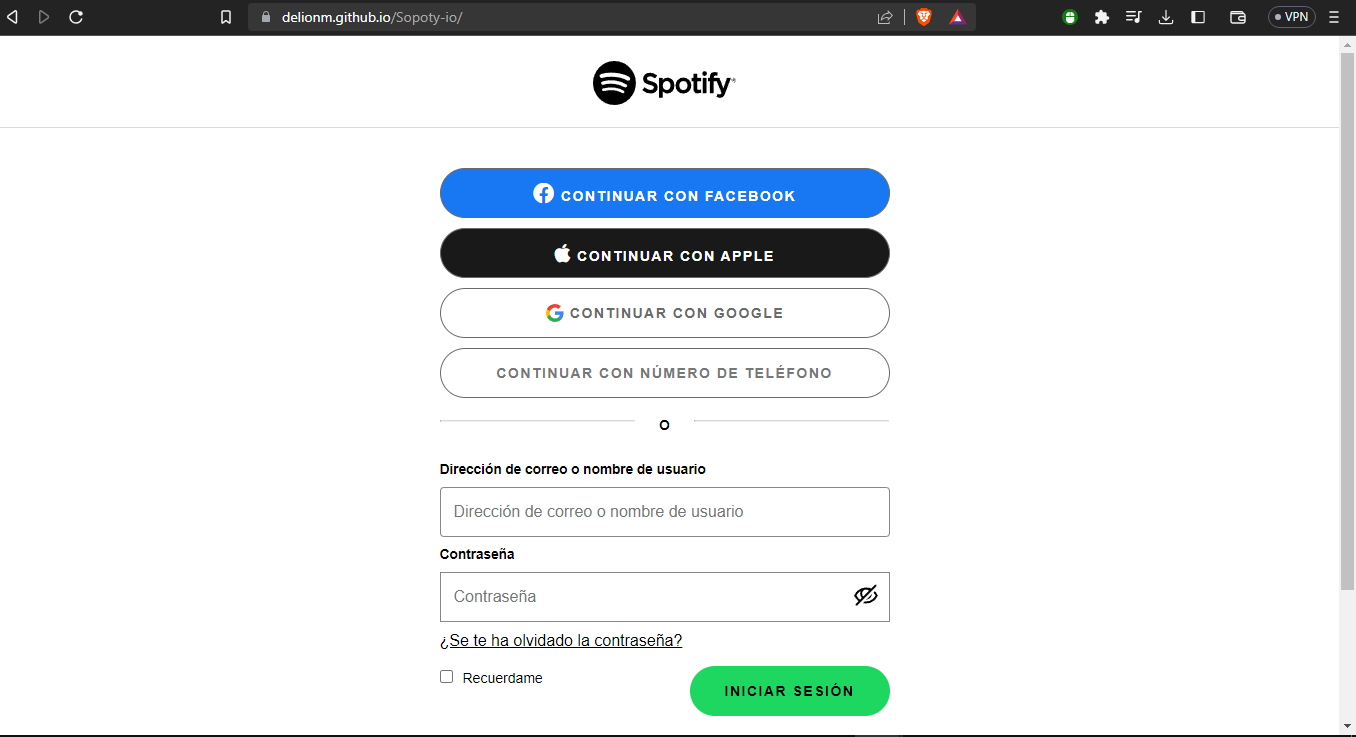 delionm.github.io/Sopoty-io/
VPN
Spotify
CONTINUAR CON FACEBOOK
CONTINUAR CON APPLE
CONTINUAR CON GOOGLE
CONTINUAR CON NÚMERO DE TELÉFONO
O
Dirección de correo o nombre de usuario
Dirección de correo o nombre de usuario
Contraseña
Contraseña
¿Se te ha olvidado la contraseña?
Recuerdame
INICIAR SESIÓN